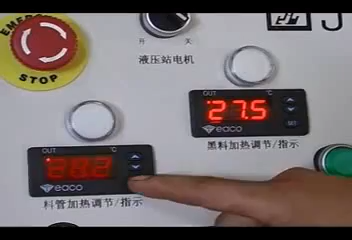 EMERGENCY
STOP
开 关
液压站电机
J
OUT ℃
27.5
SET
eaco
黑料加热调节/指示
OUT ℃
eaco
料管加热调节/指示